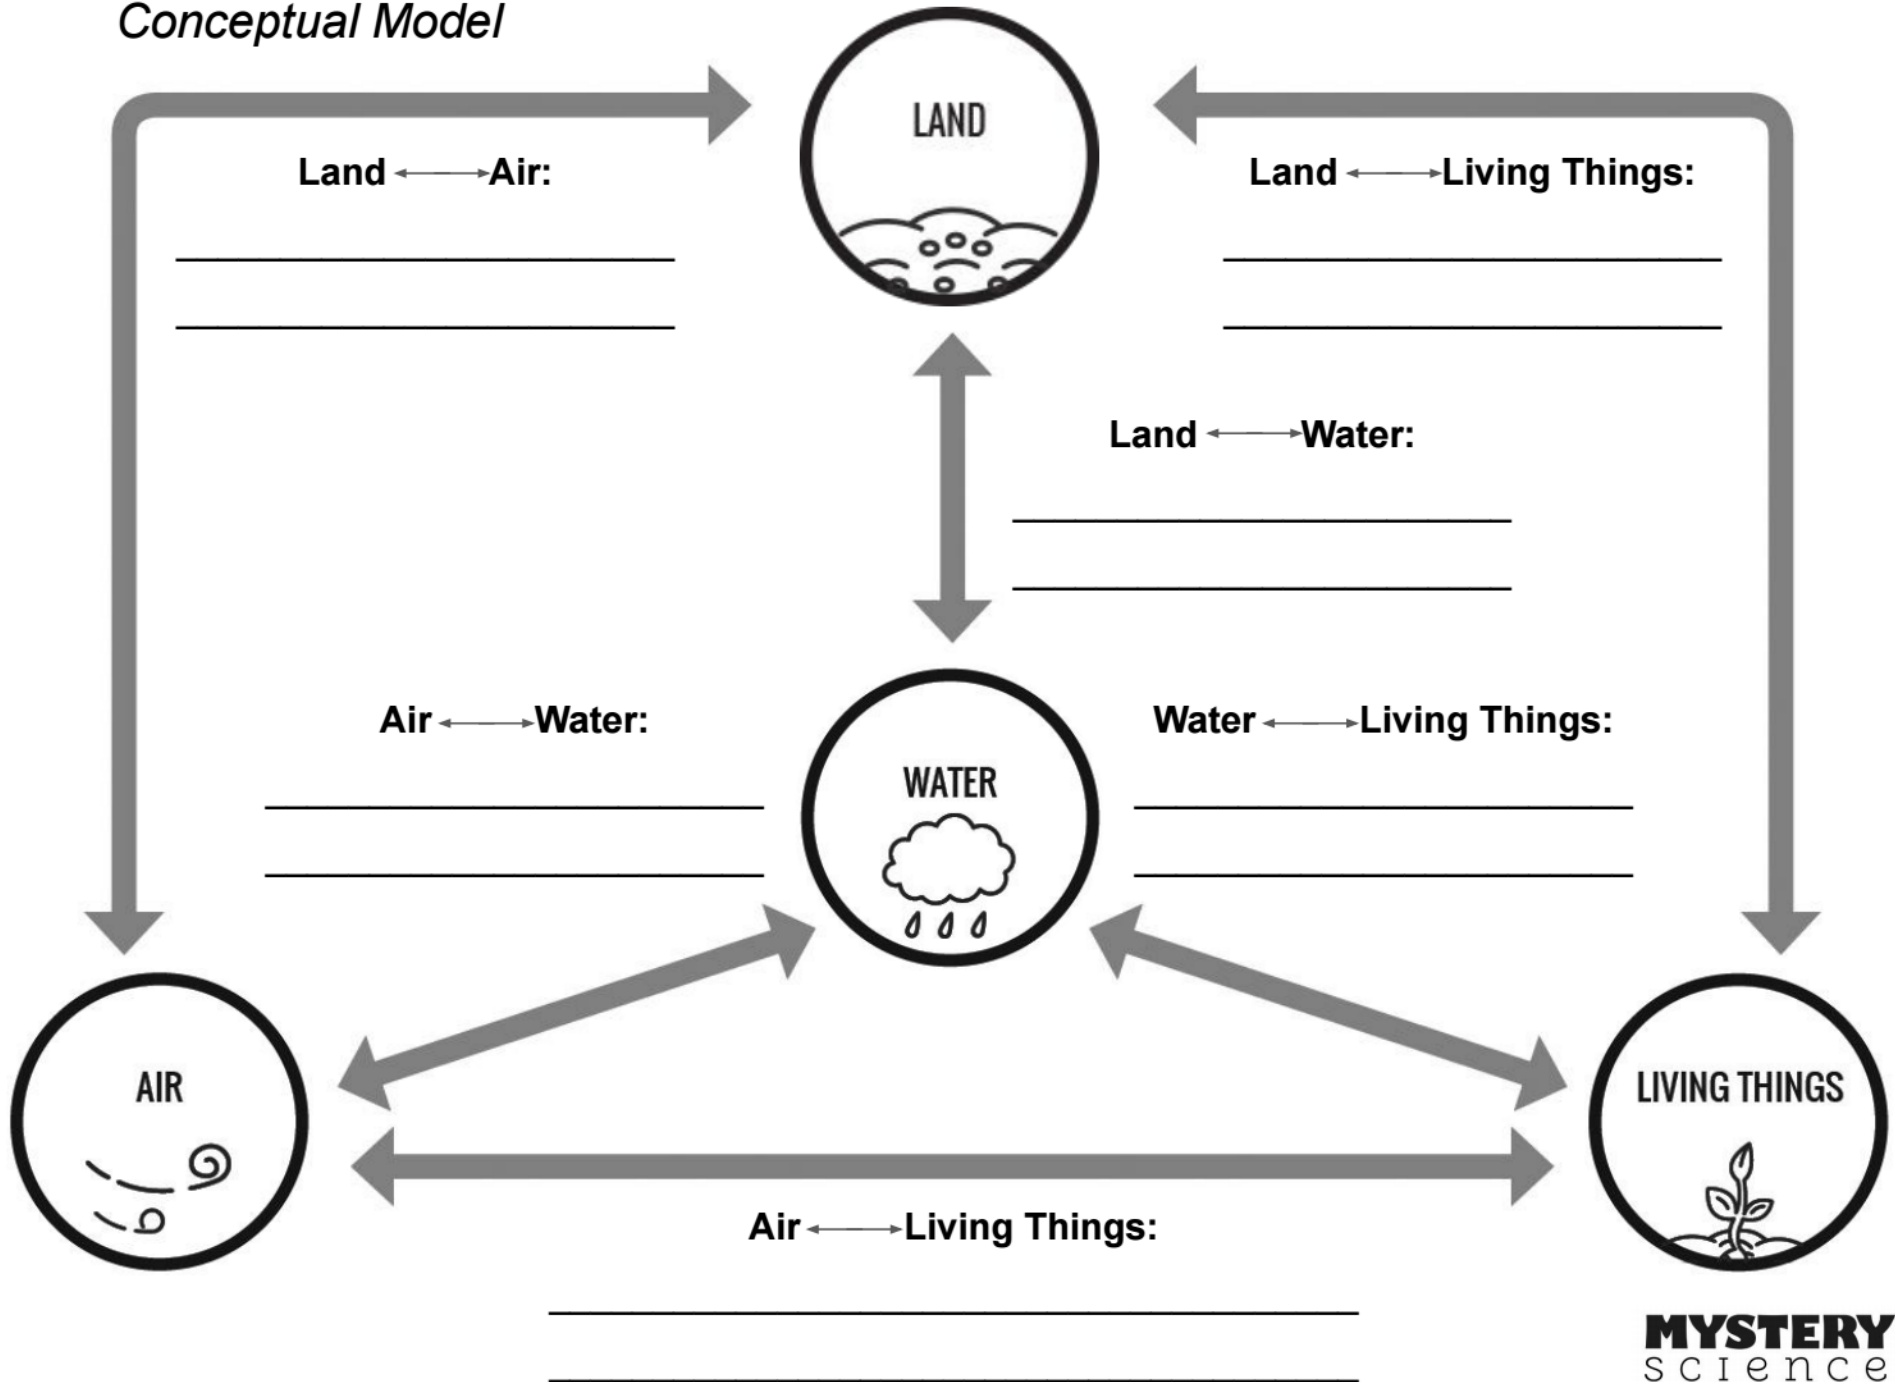 Conceptual Model
LAND
Land ⟷ Air:
Land ⟷ Living Things:
Land ⟷ Water:
Air ⟷ Water:
Water ⟷ Living Things:
WATER
AIR
LIVING THINGS
Air ⟷ Living Things:
MYSTERY
science